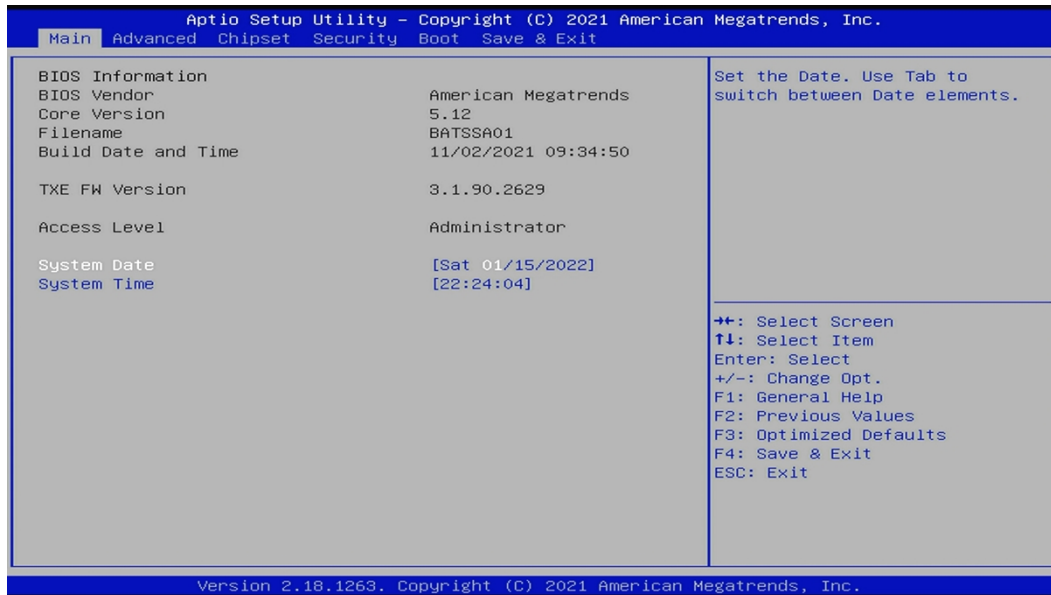 Aptio Setup Utility – Copyright (C) 2021 American Megatrends, Inc.
Main Advanced Chipset Security Boot Save & Exit
BIOS Information
BIOS Vendor American Megatrends
Core Version 5.12
Filename BATSSA01
Build Date and Time 11/02/2021 09:34:50
TXE FW Version 3.1.90.2629
Access Level Administrator
System Date [Sat 01/15/2022]
System Time [22:24:04]
Set the Date. Use Tab to
switch between Date elements.
→←: Select Screen
↑↓: Select Item
Enter: Select
+/-: Change Opt.
F1: General Help
F2: Previous Values
F3: Optimized Defaults
F4: Save & Exit
ESC: Exit
Version 2.18.1263. Copyright (C) 2021 American Megatrends, Inc.